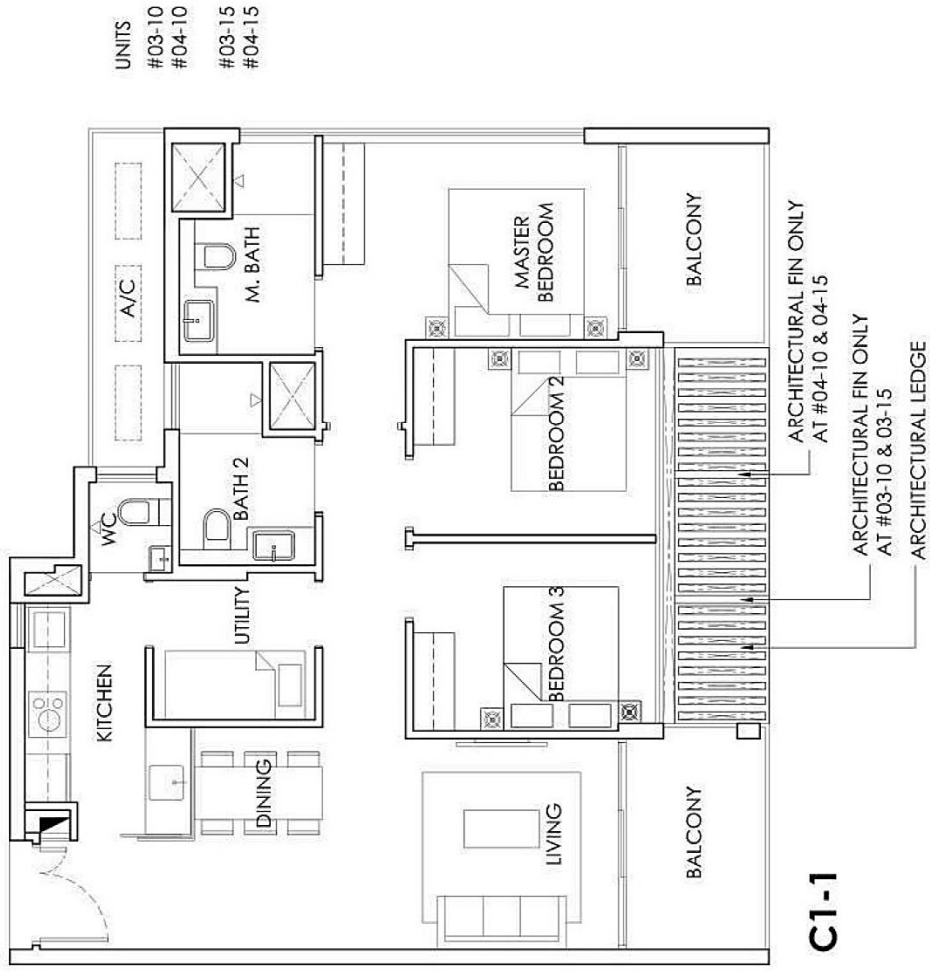 UNITS
#03-10
#04-10
#03-15
#04-15
A/C
M. BATH
MASTER
BEDROOM
BALCONY
WC
BATH 2
BEDROOM 2
KITCHEN
UTILITY
BEDROOM 3
DINING
LIVING
BALCONY
ARCHITECTURAL FIN ONLY
AT #04-10 & 04-15
ARCHITECTURAL FIN ONLY
AT #03-10 & 03-15
ARCHITECTURAL LEDGE
C1-1